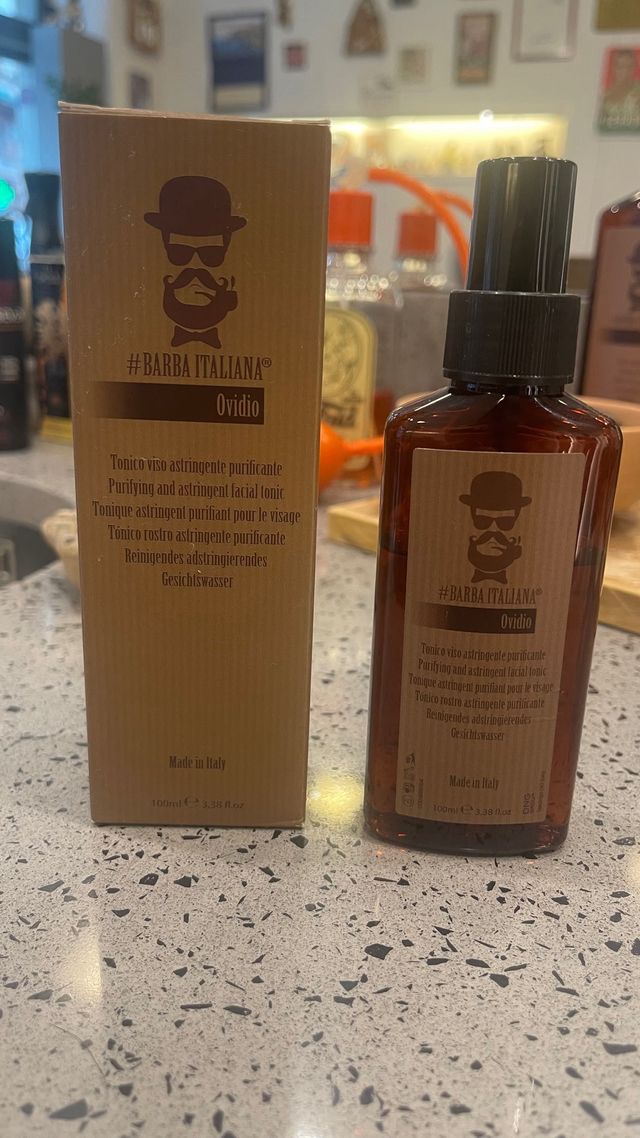 #BARBA ITALIANA®
Ovidio
Tonico viso astringente purificante
Purifying and astringent facial tonic
Tonique astringent purifiant pour le visage
Tónico rostro astringente purificante
Reinigendes adstringierendes
Gesichtswasser
Made in Italy
100ml ℮ 3,38 fl.oz
#BARBA ITALIANA®
Ovidio
Tonico viso astringente purificante
Purifying and astringent facial tonic
Tonique astringent purifiant pour le visage
Tónico rostro astringente purificante
Reinigendes adstringierendes
Gesichtswasser
Made in Italy
100ml ℮ 3,38 fl.oz
DNG